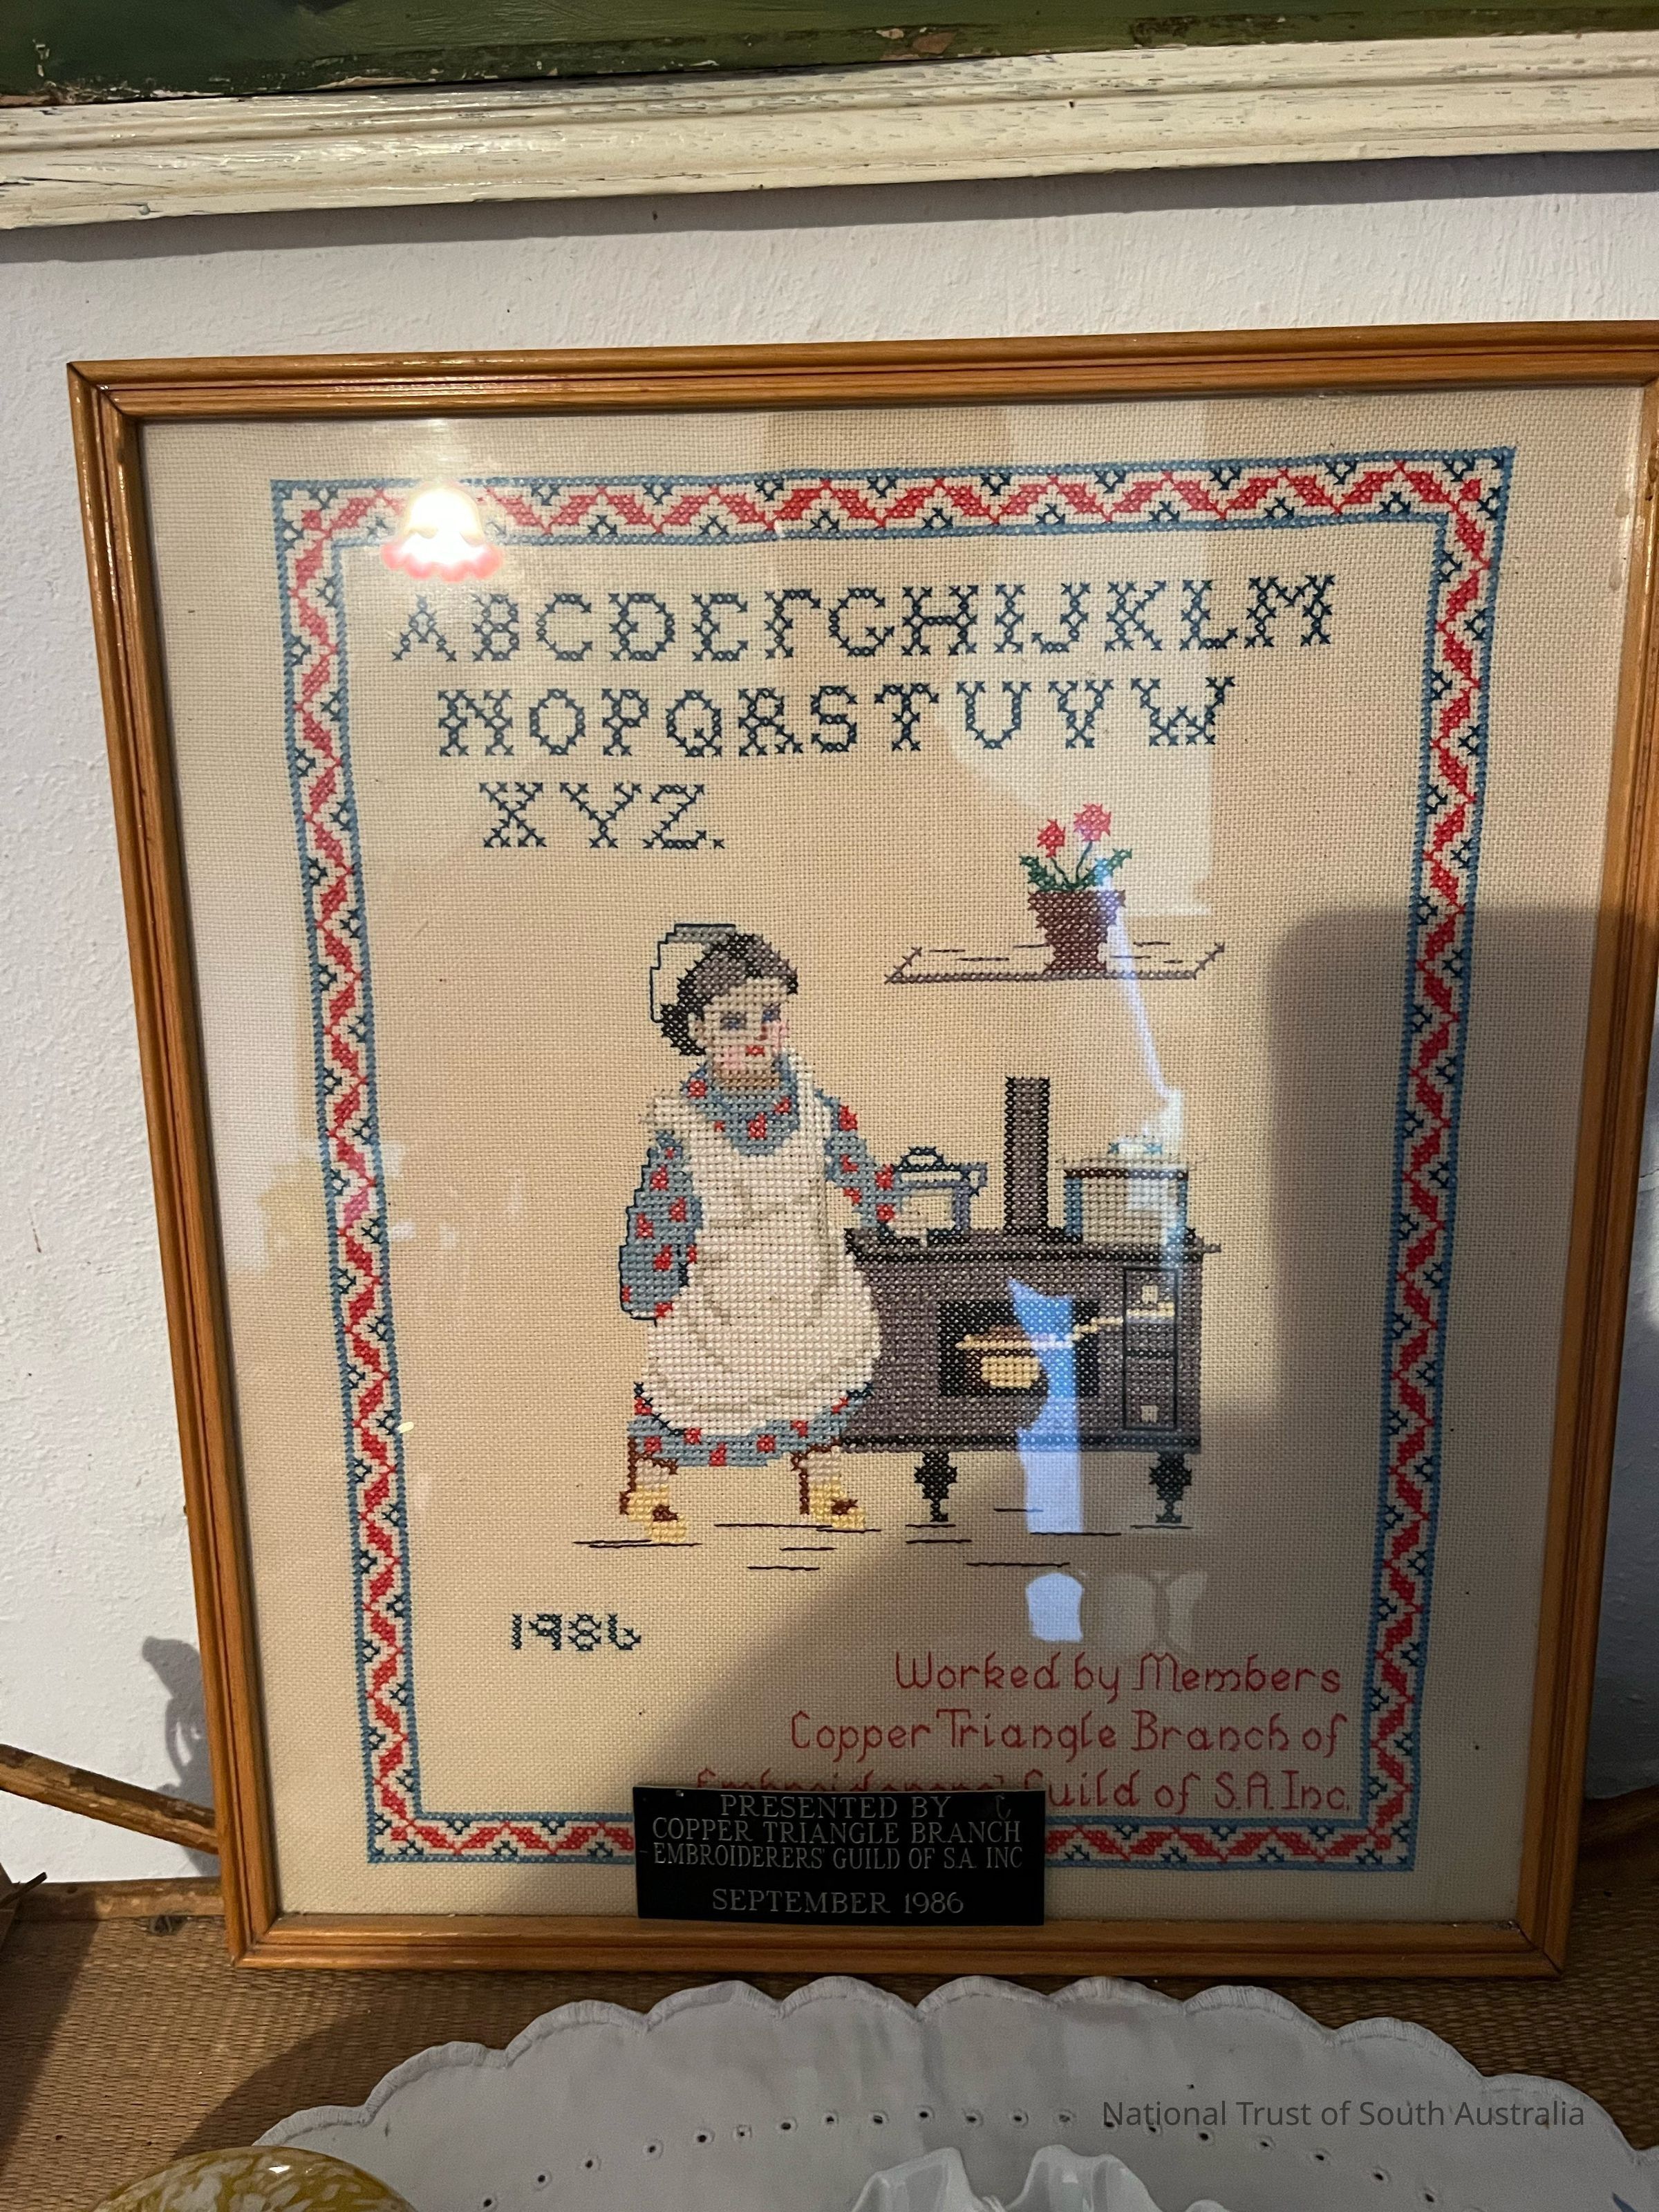 ABCDEFGHIJKLM
NOPQRSTUVW
XYZ.
1986
Worked by Members
Copper Triangle Branch of
Embroiderers' Guild of S.A. Inc.
PRESENTED BY
COPPER TRIANGLE BRANCH
EMBROIDERERS' GUILD OF S.A. INC
SEPTEMBER 1986
National Trust of South Australia